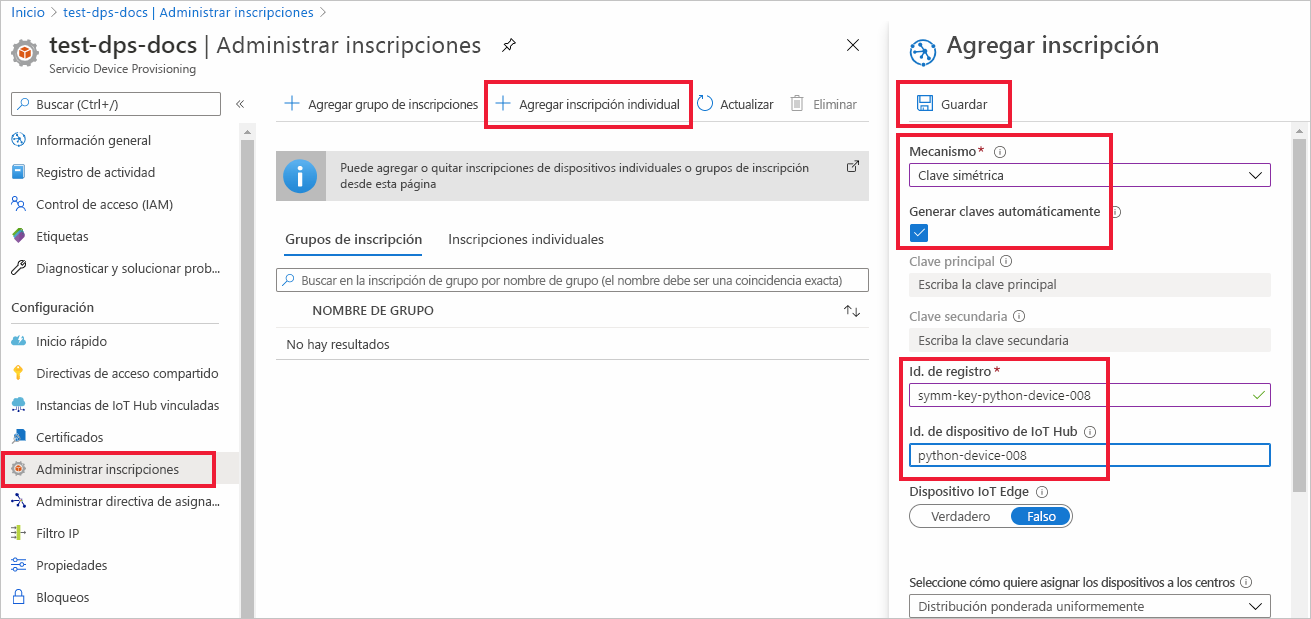 Inicio > test-dps-docs | Administrar inscripciones >
test-dps-docs | Administrar inscripciones
Servicio Device Provisioning
Buscar (Ctrl+/)
«
Información general
Registro de actividad
Control de acceso (IAM)
Etiquetas
Diagnosticar y solucionar prob...
Configuración
Inicio rápido
Directivas de acceso compartido
Instancias de IoT Hub vinculadas
Certificados
Administrar inscripciones
Administrar directiva de asigna...
Filtro IP
Propiedades
Bloqueos
Agregar grupo de inscripciones
Agregar inscripción individual
Actualizar
Eliminar
Puede agregar o quitar inscripciones de dispositivos individuales o grupos de inscripción
desde esta página
Grupos de inscripción
Inscripciones individuales
Buscar en la inscripción de grupo por nombre de grupo (el nombre debe ser una coincidencia exacta)
NOMBRE DE GRUPO
No hay resultados
Agregar inscripción
Guardar
Mecanismo *
Clave simétrica
Generar claves automáticamente
Clave principal
Escriba la clave principal
Clave secundaria
Escriba la clave secundaria
Id. de registro *
symm-key-python-device-008
Id. de dispositivo de IoT Hub
python-device-008
Dispositivo IoT Edge
Verdadero
Falso
Seleccione cómo quiere asignar los dispositivos a los centros
Distribución ponderada uniformemente